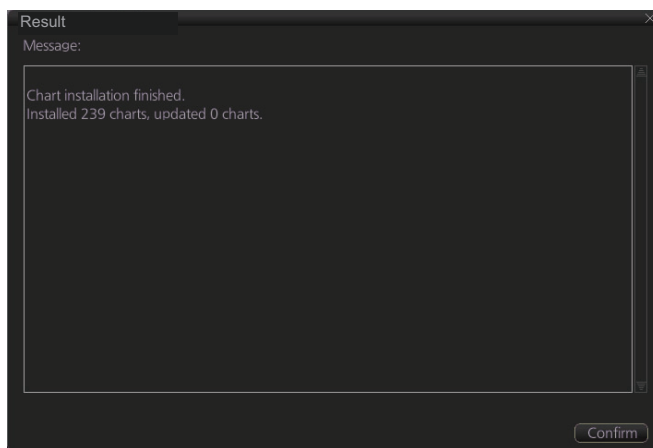 Result
Message:
Chart installation finished.
Installed 239 charts, updated 0 charts.
Confirm